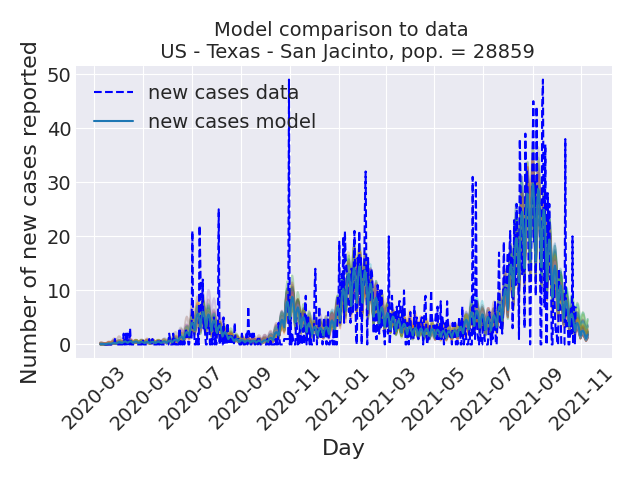 Model comparison to data
US - Texas - San Jacinto, pop. = 28859
Number of new cases reported
50
40
30
20
10
0
new cases data
new cases model
2020-03
2020-05
2020-07
2020-09
2020-11
2021-01
2021-03
2021-05
2021-07
2021-09
2021-11
Day